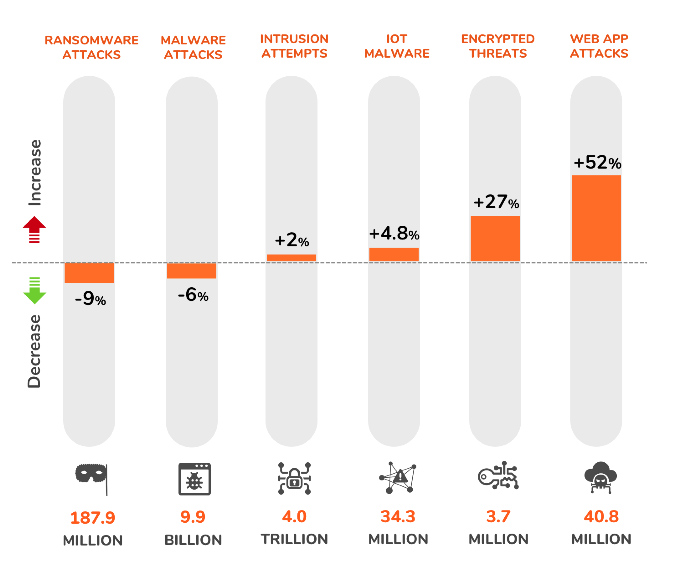 RANSOMWARE
ATTACKS
MALWARE
ATTACKS
INTRUSION
ATTEMPTS
IOT
MALWARE
ENCRYPTED
THREATS
WEB APP
ATTACKS
Increase
Decrease
-9%
-6%
+2%
+4.8%
+27%
+52%
187.9
MILLION
9.9
BILLION
4.0
TRILLION
34.3
MILLION
3.7
MILLION
40.8
MILLION